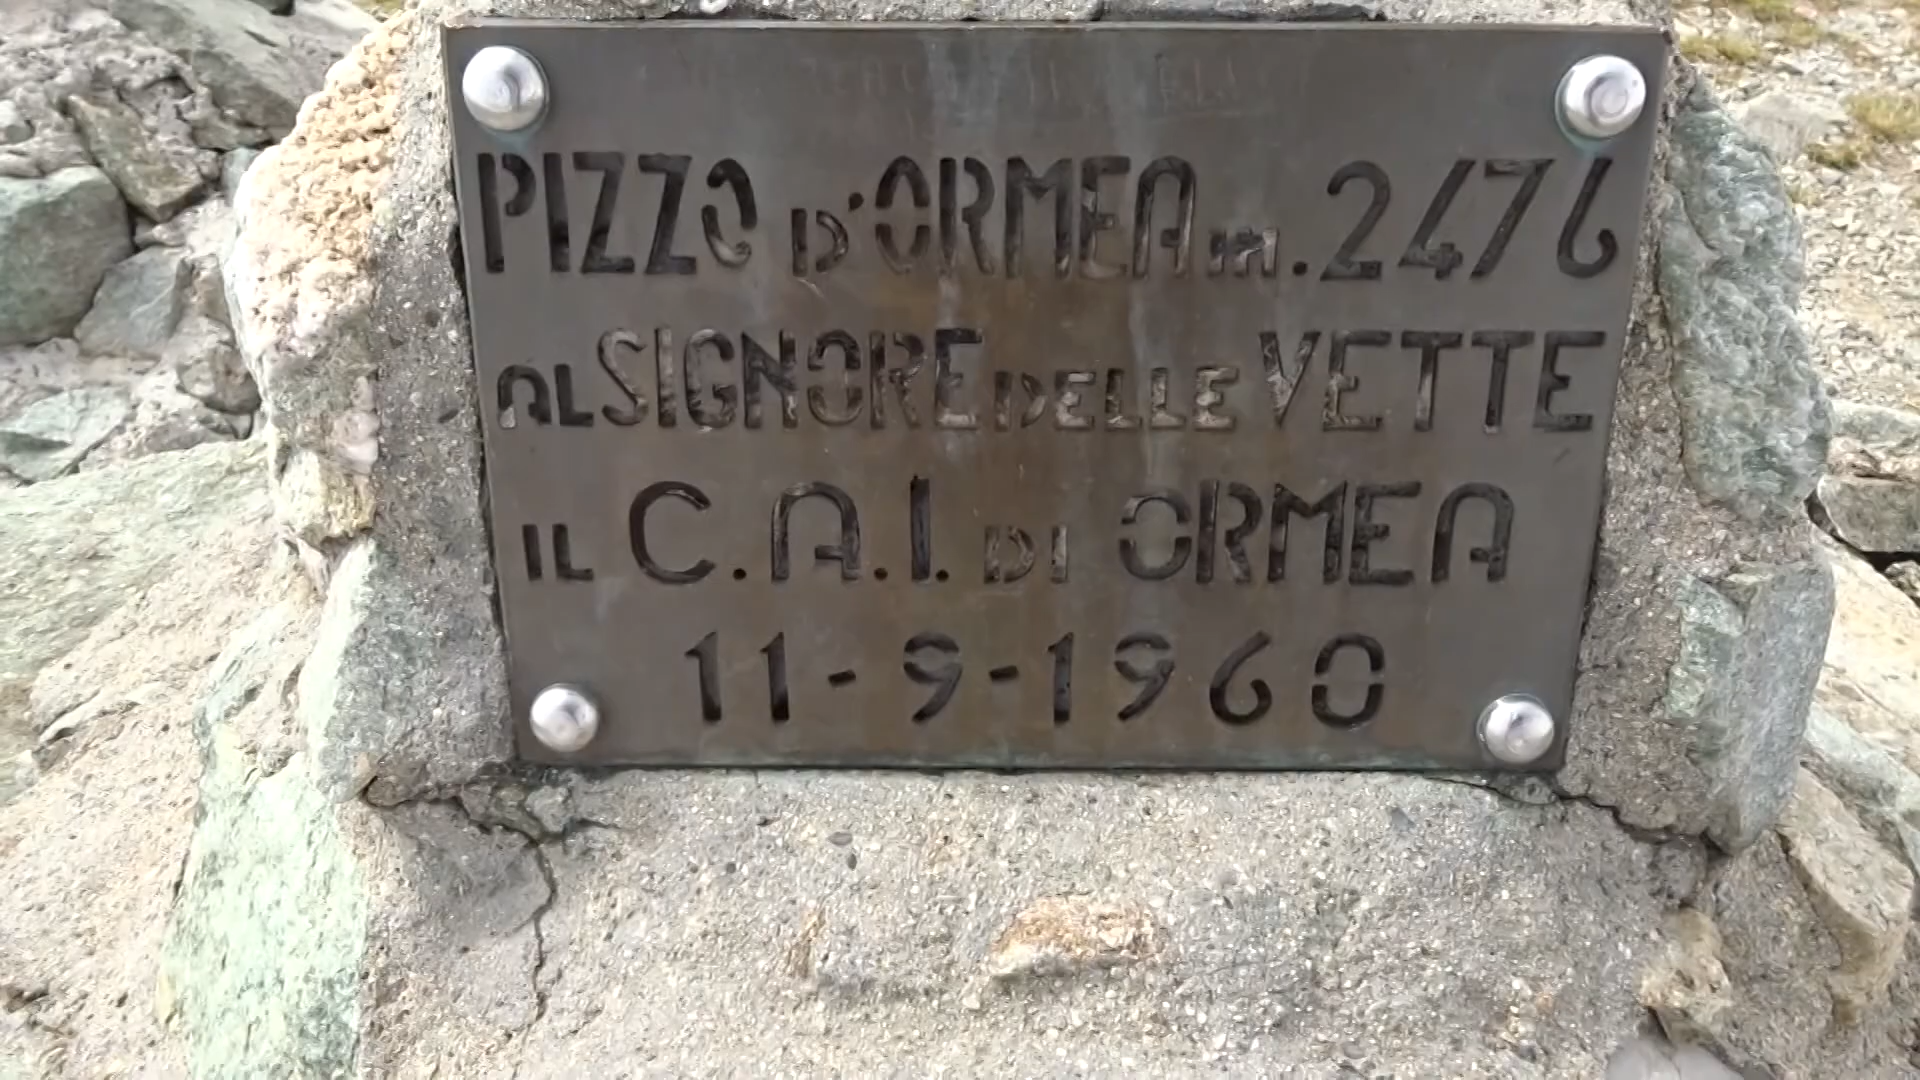 PIZZO D'ORMEA m. 2476
AL SIGNORE DELLE VETTE
IL C.A.I. DI ORMEA
11-9-1960